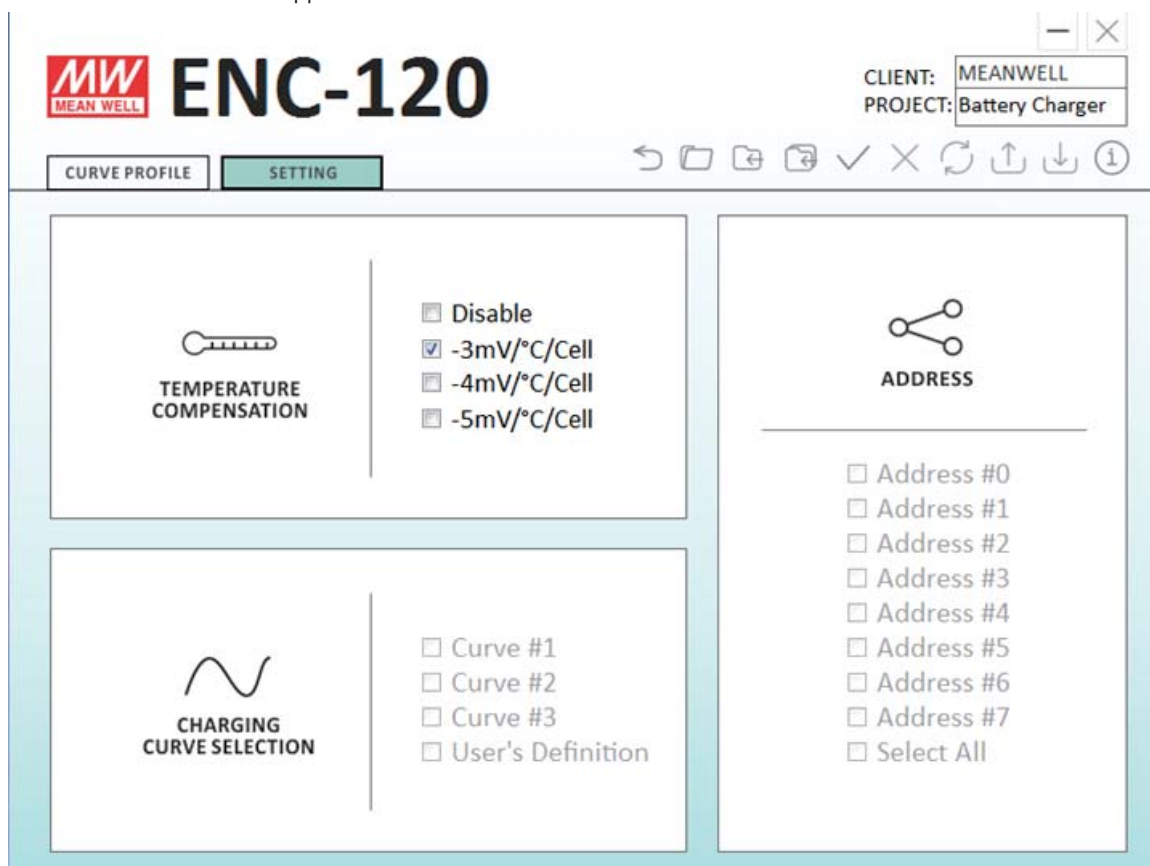 MW
MEAN WELL
ENC-120
CLIENT: MEANWELL
PROJECT: Battery Charger
CURVE PROFILE
SETTING
i
TEMPERATURE
COMPENSATION
Disable
-3mV/°C/Cell
-4mV/°C/Cell
-5mV/°C/Cell
CHARGING
CURVE SELECTION
Curve #1
Curve #2
Curve #3
User's Definition
ADDRESS
Address #0
Address #1
Address #2
Address #3
Address #4
Address #5
Address #6
Address #7
Select All